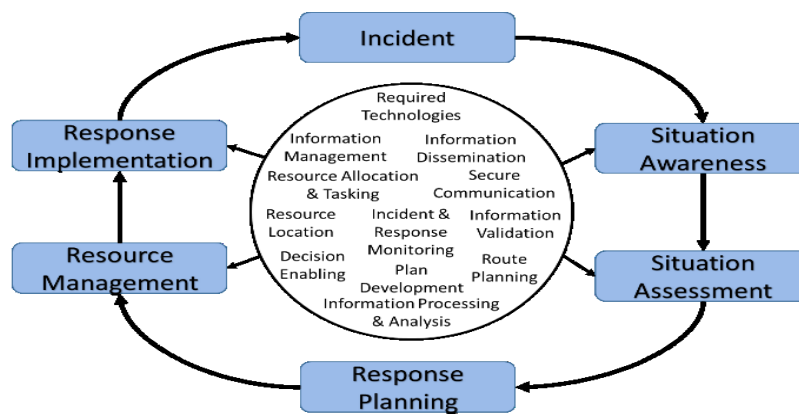 Incident
Response
Implementation
Situation
Awareness
Resource
Management
Situation
Assessment
Response
Planning
Required
Technologies
Information
Management
Information
Dissemination
Resource Allocation
& Tasking
Secure
Communication
Resource
Location
Incident &
Response
Monitoring
Information
Validation
Decision
Enabling
Plan
Development
Route
Planning
Information Processing
& Analysis